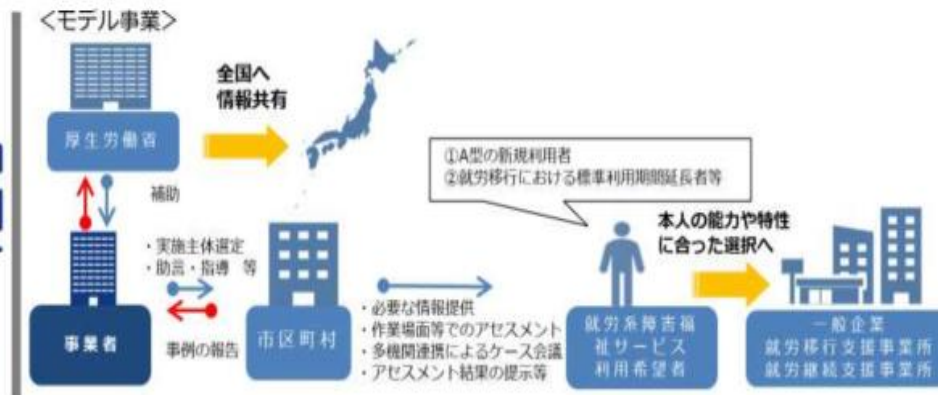 ＜モデル事業＞
全国へ
情報共有
厚生労働省
①A型の新規利用者
②就労移行における標準利用期間延長者等
補助
本人の能力や特性
に合った選択へ
・実施主体選定
・助言・指導 等
・必要な情報提供
・作業場面等でのアセスメント
・多機関連携によるケース会議
・アセスメント結果の提示等
事業者
事例の報告
市区町村
就労系障害福
祉サービス
利用希望者
一般企業
就労移行支援事業所
就労継続支援事業所